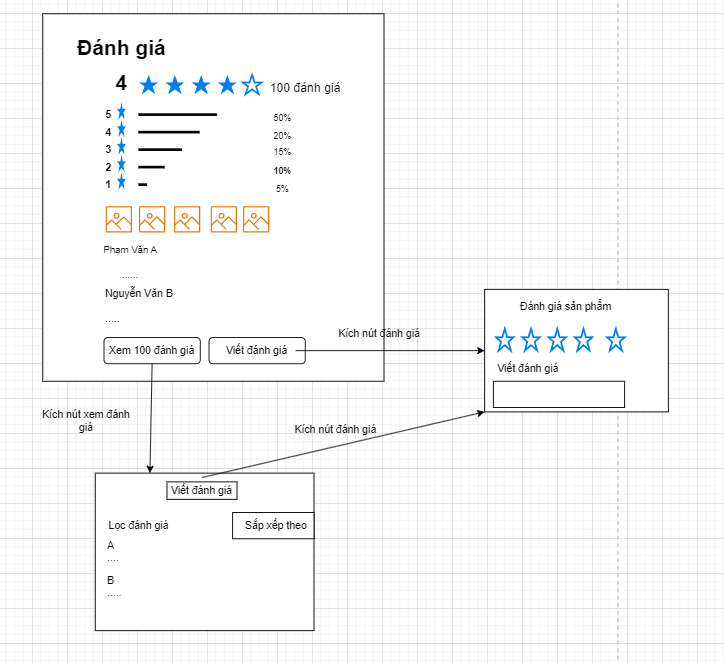 Đánh giá
4 100 đánh giá
5 50%
4 20%
3 15%
2 10%
1 5%
Phạm Văn A
......
Nguyễn Văn B
.....
Xem 100 đánh giá Viết đánh giá
Kích nút đánh giá
Đánh giá sản phẩm
Viết đánh giá
Kích nút xem đánh
giá
Kích nút đánh giá
Viết đánh giá
Lọc đánh giá Sắp xếp theo
A
....
B
.....